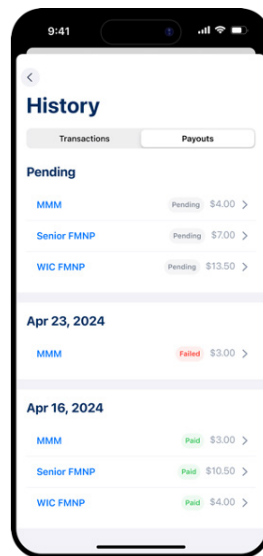 9:41
History
Transactions Payouts
Pending
MMM Pending $4.00
Senior FMNP Pending $7.00
WIC FMNP Pending $13.50
Apr 23, 2024
MMM Failed $3.00
Apr 16, 2024
MMM Paid $3.00
Senior FMNP Paid $10.50
WIC FMNP Paid $4.00